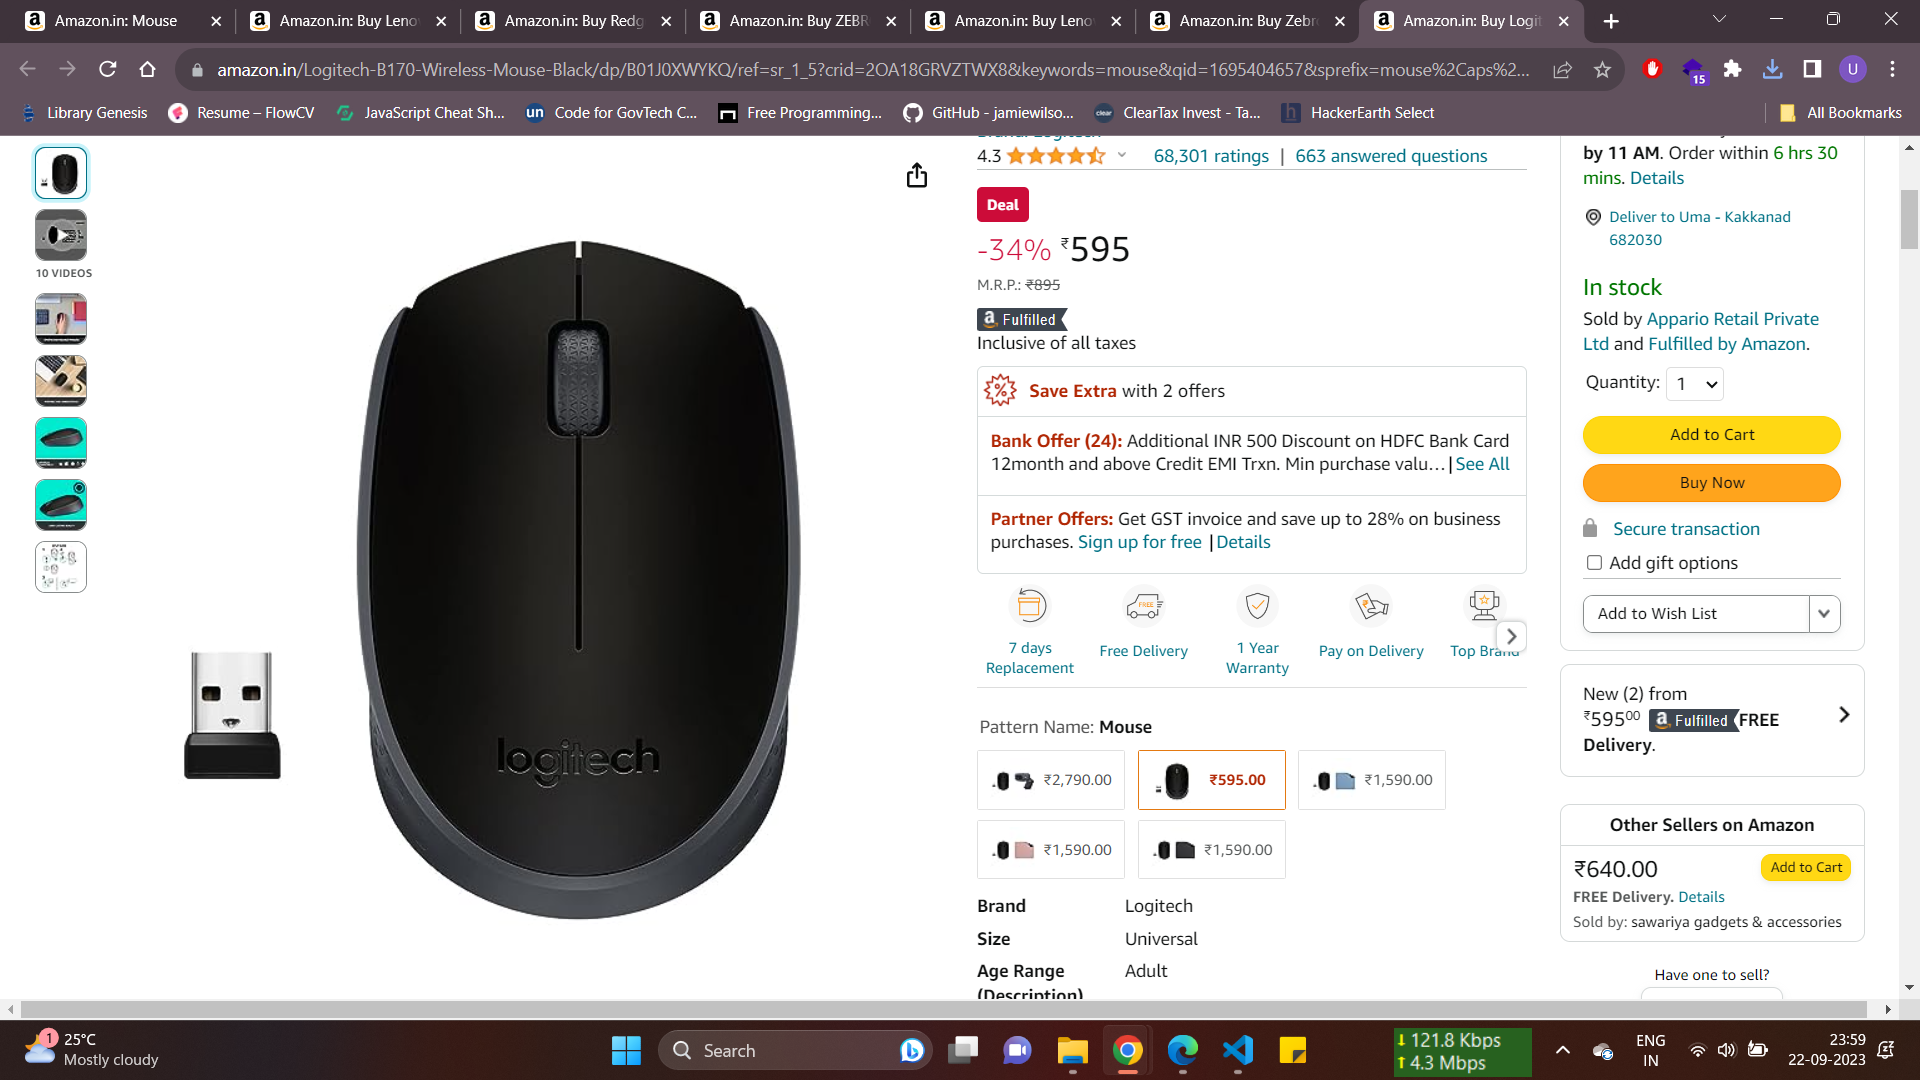 Amazon.in: Mouse
Amazon.in: Buy Leno
Amazon.in: Buy Redg
Amazon.in: Buy ZEBR
Amazon.in: Buy Leno
Amazon.in: Buy Zebr
Amazon.in: Buy Logit
amazon.in/Logitech-B170-Wireless-Mouse-Black/dp/B01J0XWYKQ/ref=sr_1_5?crid=2OA18GRVZTWX8&keywords=mouse&qid=1695404657&sprefix=mouse%2Caps%2...
15
U
Library Genesis
Resume – FlowCV
JavaScript Cheat Sh...
un Code for GovTech C...
Free Programming...
GitHub - jamiewilso...
clear ClearTax Invest - Ta...
h HackerEarth Select
All Bookmarks
10 VIDEOS
logitech
Brand: Logitech
4.3
68,301 ratings | 663 answered questions
Deal
-34% ₹595
M.R.P.: ₹895
a Fulfilled
Inclusive of all taxes
Save Extra with 2 offers
Bank Offer (24): Additional INR 500 Discount on HDFC Bank Card
12month and above Credit EMI Trxn. Min purchase valu… | See All
Partner Offers: Get GST invoice and save up to 28% on business
purchases. Sign up for free | Details
7 days
Replacement
FREE
Free Delivery
1 Year
Warranty
Pay on Delivery
Top Brand
Pattern Name: Mouse
₹2,790.00
₹595.00
₹1,590.00
₹1,590.00
₹1,590.00
Brand Logitech
Size Universal
Age Range Adult
(Description)
by 11 AM. Order within 6 hrs 30
mins. Details
Deliver to Uma - Kakkanad
682030
In stock
Sold by Appario Retail Private
Ltd and Fulfilled by Amazon.
Quantity: 1
Add to Cart
Buy Now
Secure transaction
Add gift options
Add to Wish List
New (2) from
₹595⁰⁰ a Fulfilled FREE
Delivery.
Other Sellers on Amazon
₹640.00
Add to Cart
FREE Delivery. Details
Sold by: sawariya gadgets & accessories
Have one to sell?
1
25°C
Mostly cloudy
Search
121.8 Kbps
4.3 Mbps
ENG
IN
23:59
22-09-2023